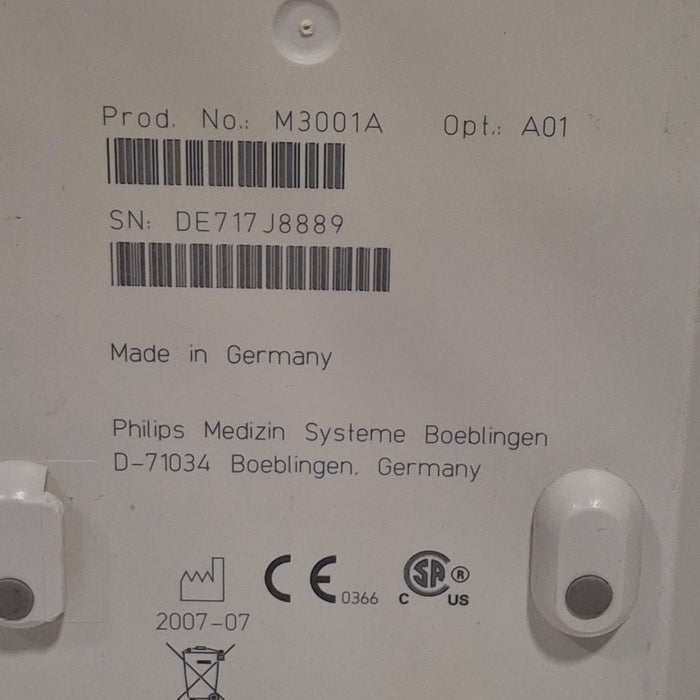 Prod. No.: M3001A Opt.: A01
SN: DE717J8889
Made in Germany
Philips Medizin Systeme Boeblingen
D-71034 Boeblingen, Germany
CE 0366 C SA ® US
2007-07